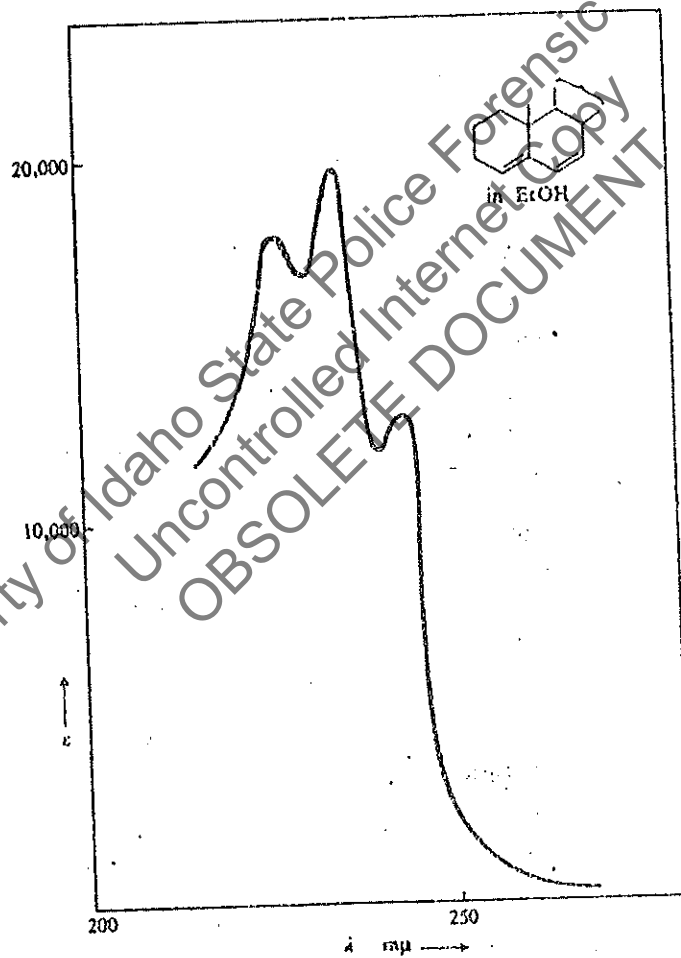 20,000
in EtOH
10,000
ε
200
250
λ mμ
rty of Idaho State Police Forensic
Uncontrolled Internet Copy
OBSOLETE DOCUMENT